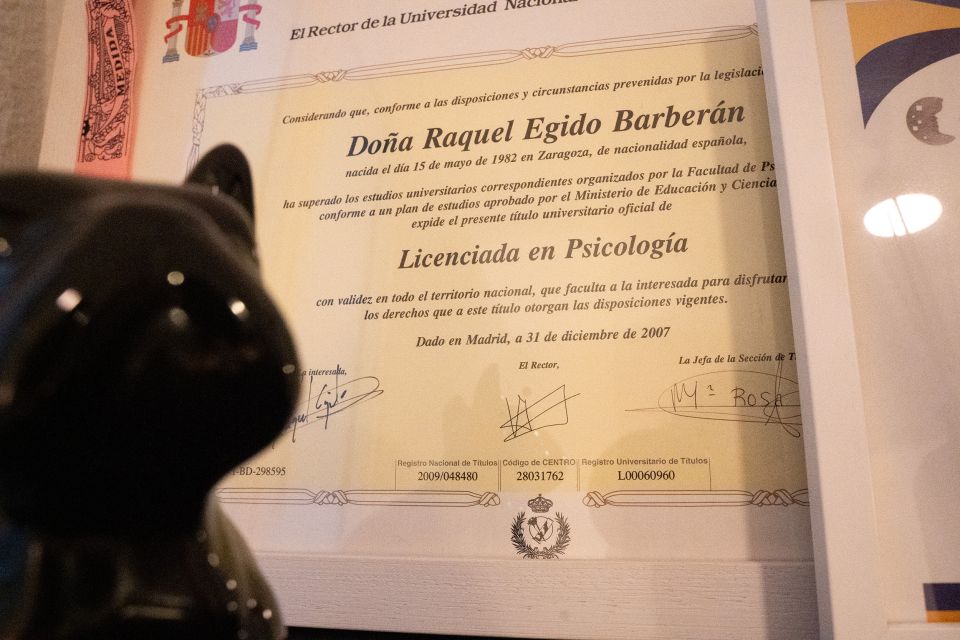 MEDIDA
El Rector de la Universidad Nacional
Considerando que, conforme a las disposiciones y circunstancias prevenidas por la
Doña Raquel Egido Barberán
nacida el día 15 de mayo de 1982 en Zaragoza, de nacionalidad española,
ha superado los estudios universitarios correspondientes organizados por la Facultad de
conforme a un plan de estudios aprobado por el Ministerio de Educación y Ciencia
expide el presente título universitario oficial de
Licenciada en Psicología
con validez en todo el territorio nacional, que faculta a la interesada para disfrutar
los derechos que a este título otorgan las disposiciones vigentes.
Dado en Madrid, a 31 de diciembre de 2007
interesada,
El Rector,
La Jefa de la Sección de
Mª ROSA
-BD-298595
Registro Nacional de Títulos Código de CENTRO Registro Universitario de Títulos
2009/048480 28031762 L00060960